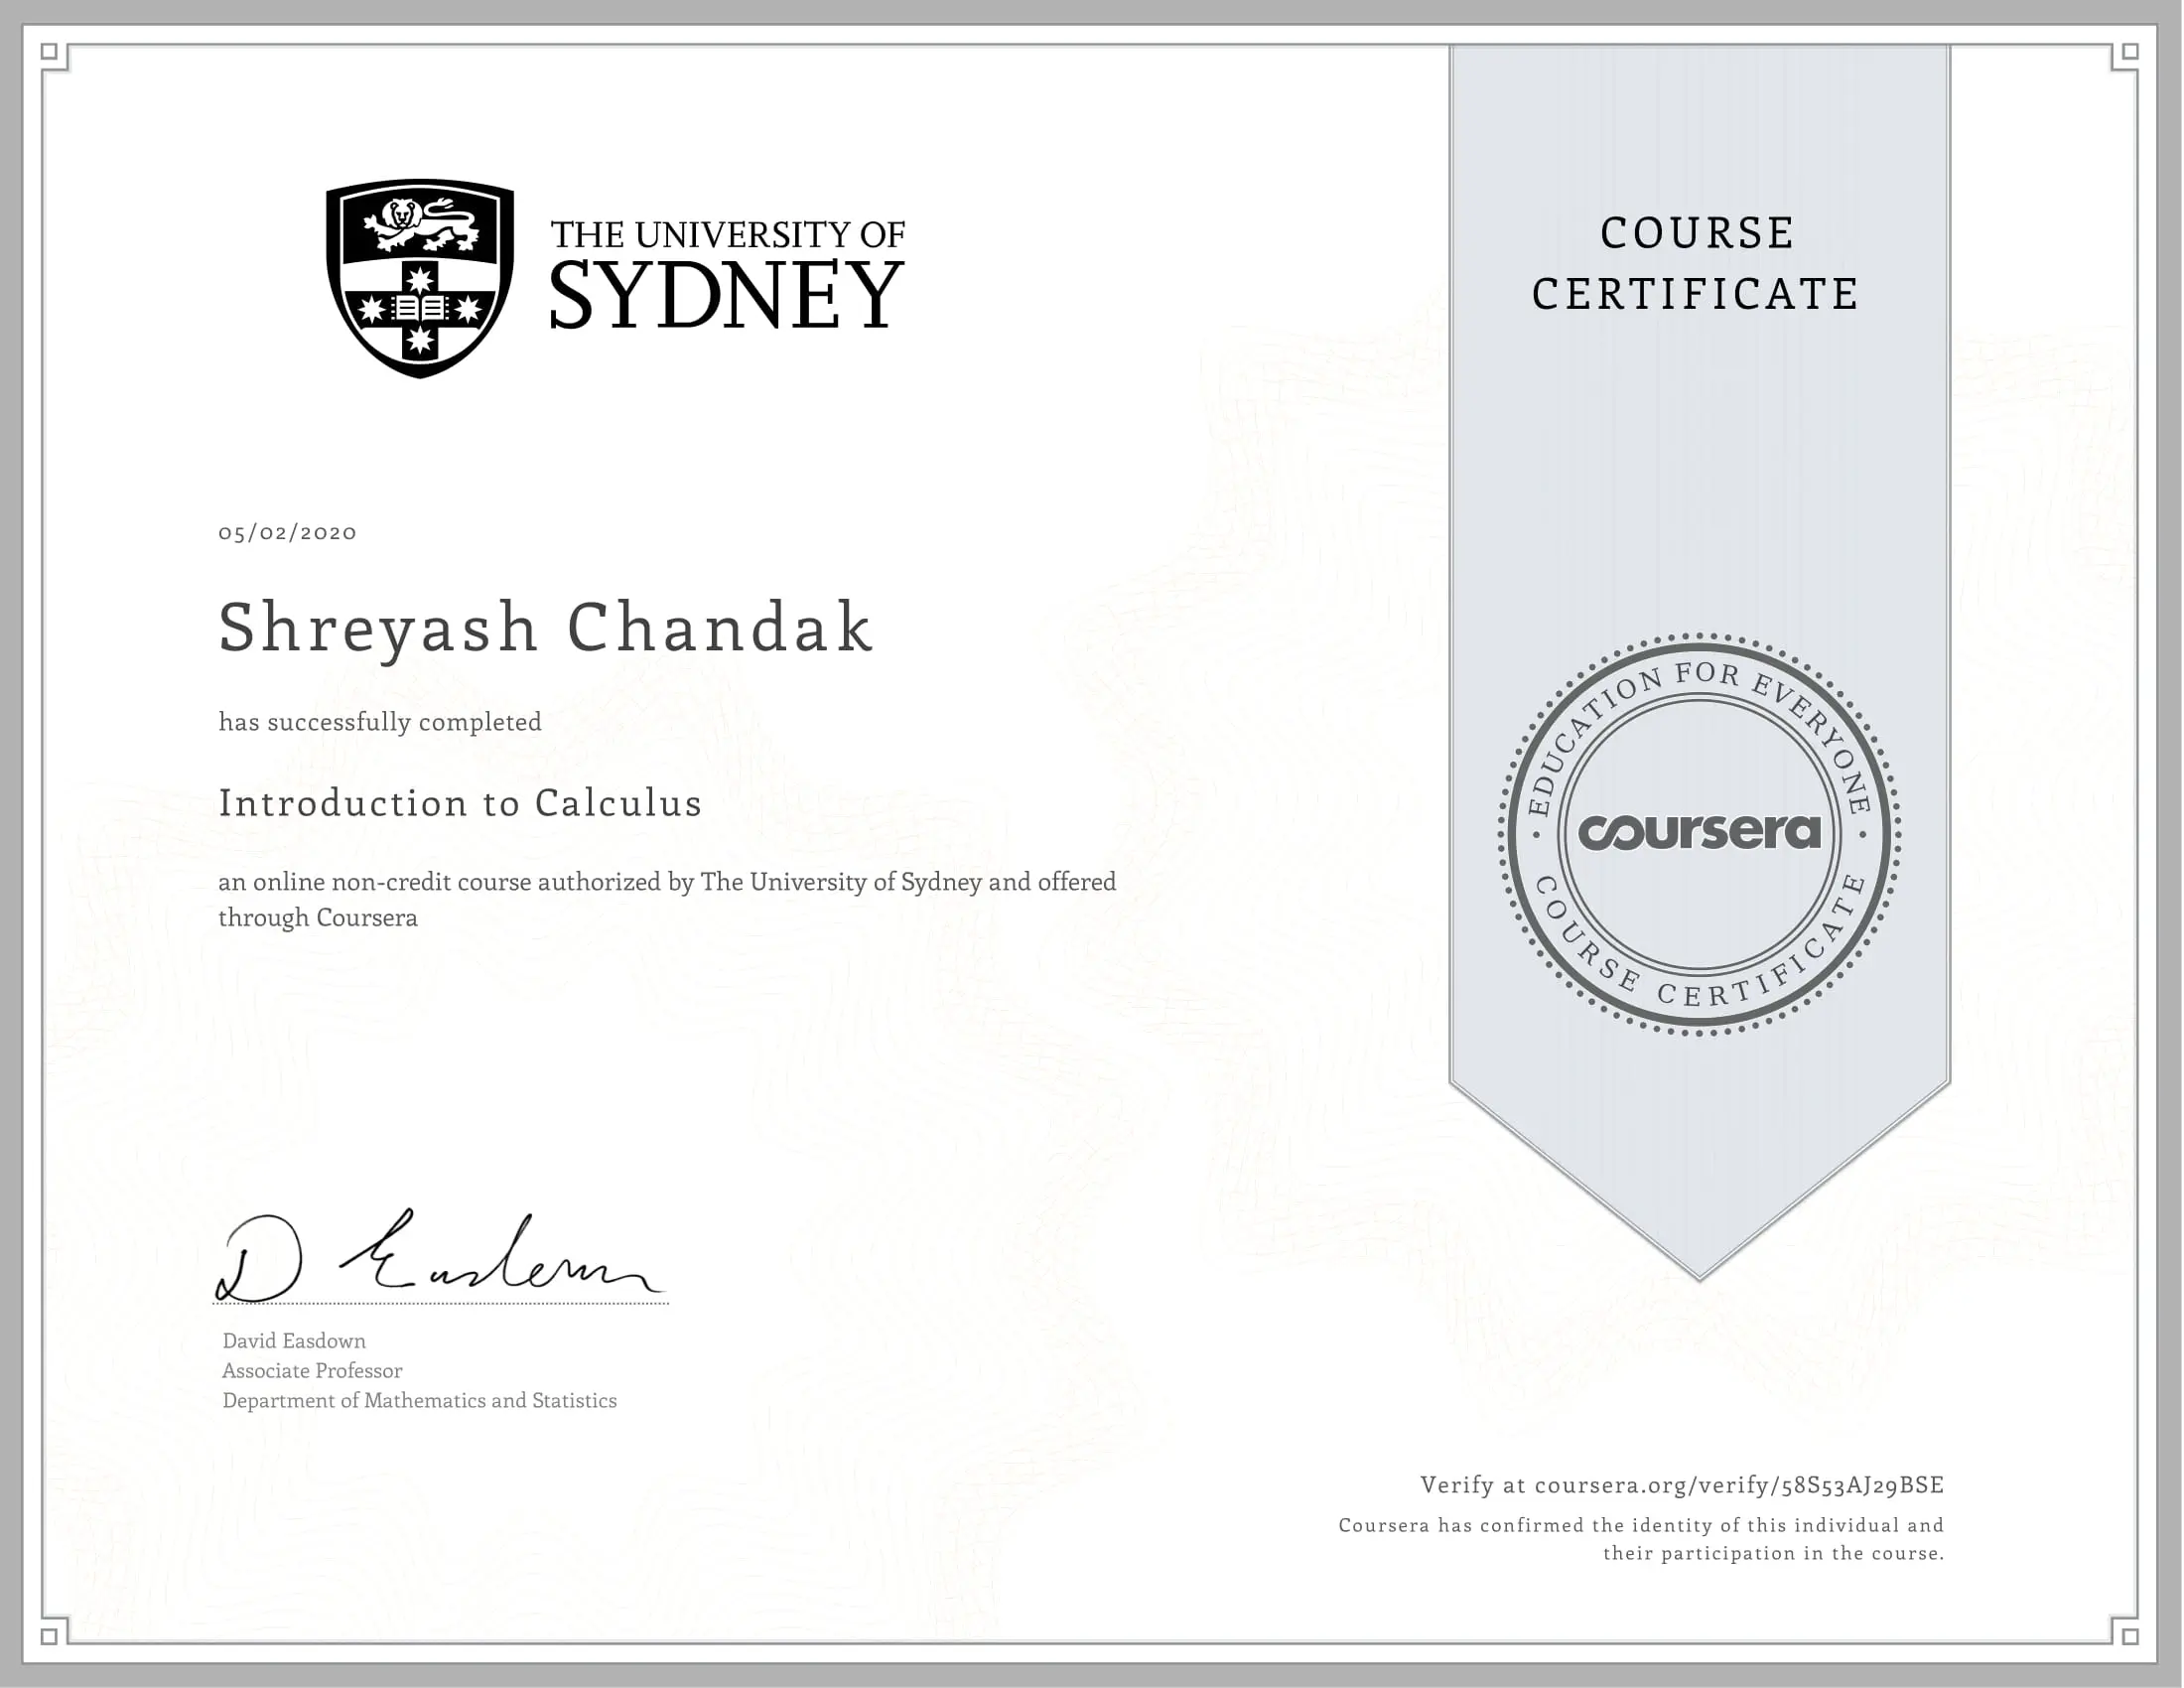 THE UNIVERSITY OF
SYDNEY
COURSE
CERTIFICATE
05/02/2020
Shreyash Chandak
has successfully completed
Introduction to Calculus
an online non-credit course authorized by The University of Sydney and offered
through Coursera
EDUCATION FOR EVERYONE
coursera
COURSE CERTIFICATE
D Easdown
David Easdown
Associate Professor
Department of Mathematics and Statistics
Verify at coursera.org/verify/58S53AJ29BSE
Coursera has confirmed the identity of this individual and
their participation in the course.